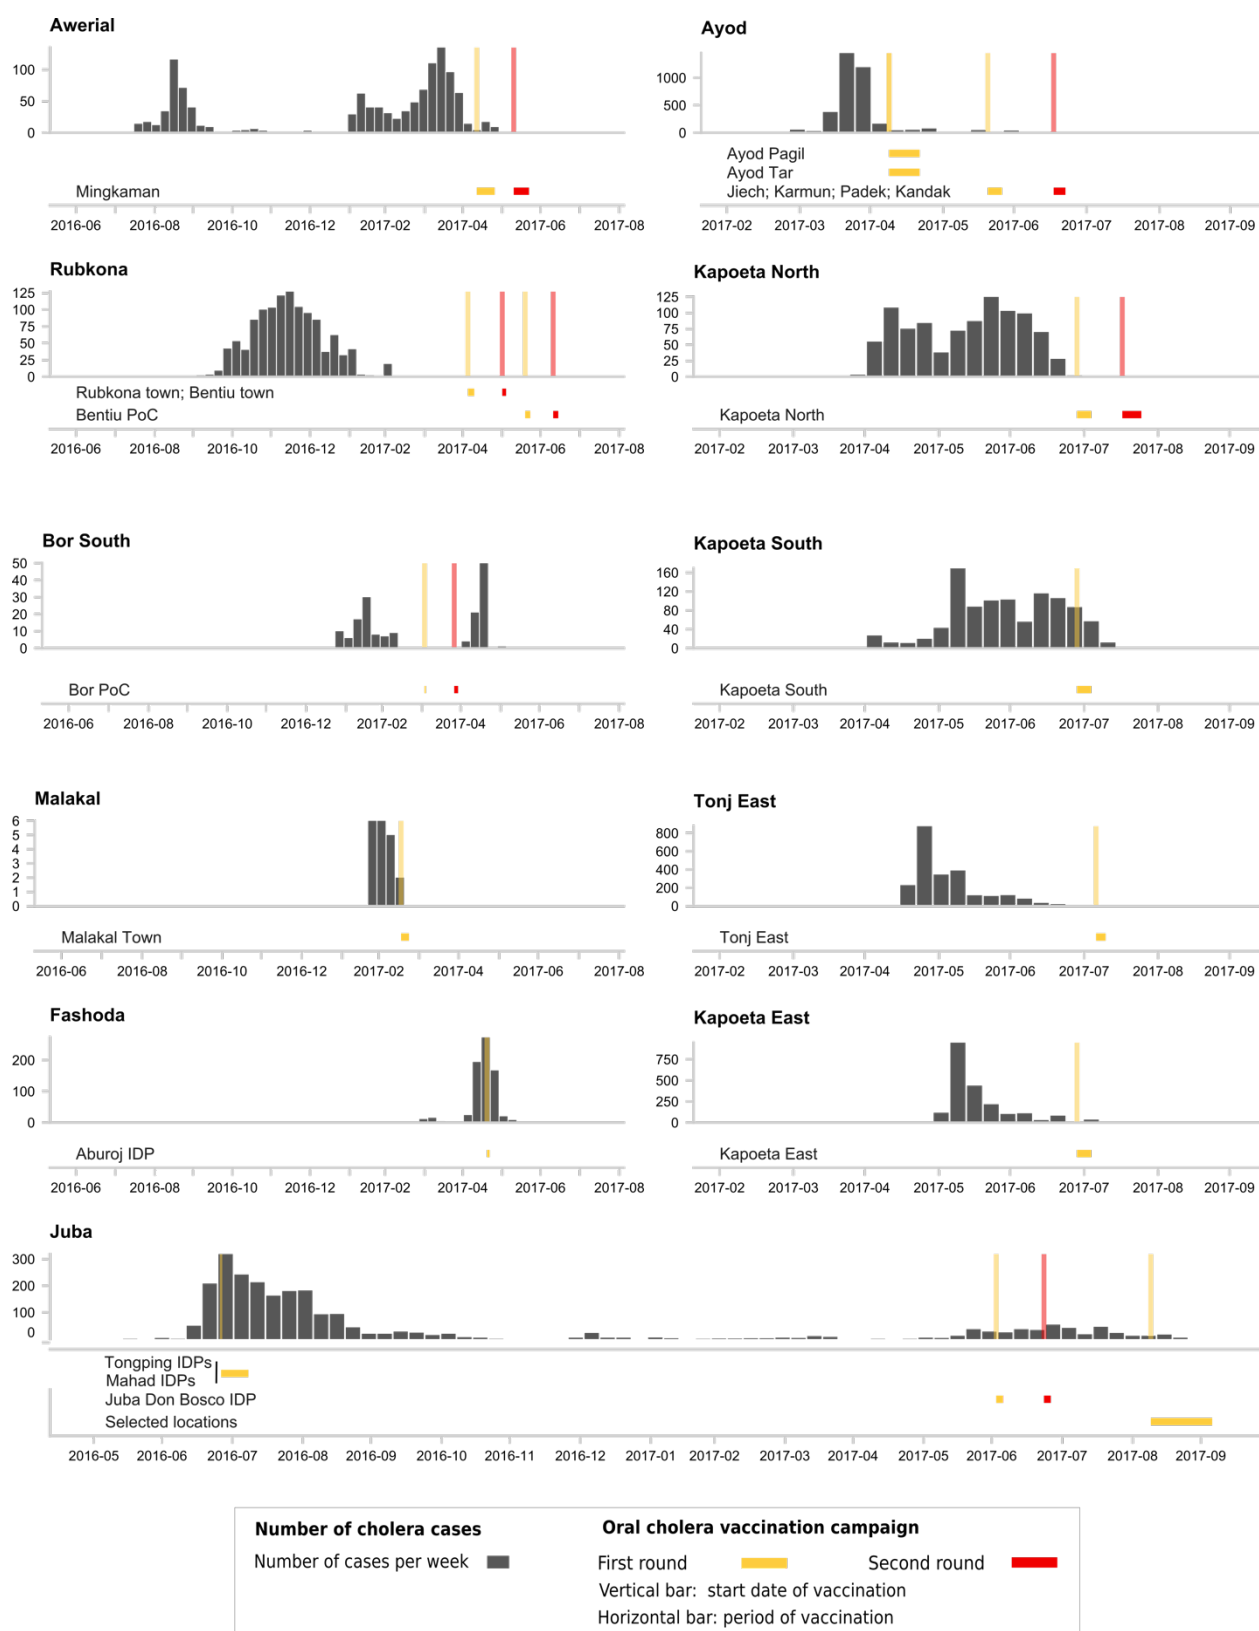 Awerial
100
50
0
Mingkaman
2016-06 2016-08 2016-10 2016-12 2017-02 2017-04 2017-06 2017-08
Ayod
1000
500
0
Ayod Pagil
Ayod Tar
Jiech; Karmun; Padek; Kandak
2017-02 2017-03 2017-04 2017-05 2017-06 2017-07 2017-08 2017-09
Rubkona
125
100
75
50
25
0
Rubkona town; Bentiu town
Bentiu PoC
2016-06 2016-08 2016-10 2016-12 2017-02 2017-04 2017-06 2017-08
Kapoeta North
125
100
75
50
25
0
Kapoeta North
2017-02 2017-03 2017-04 2017-05 2017-06 2017-07 2017-08 2017-09
Bor South
50
40
30
20
10
0
Bor PoC
2016-06 2016-08 2016-10 2016-12 2017-02 2017-04 2017-06 2017-08
Kapoeta South
160
120
80
40
0
Kapoeta South
2017-02 2017-03 2017-04 2017-05 2017-06 2017-07 2017-08 2017-09
Malakal
6
5
4
3
2
1
0
Malakal Town
2016-06 2016-08 2016-10 2016-12 2017-02 2017-04 2017-06 2017-08
Tonj East
800
600
400
200
0
Tonj East
2017-02 2017-03 2017-04 2017-05 2017-06 2017-07 2017-08 2017-09
Fashoda
200
100
0
Aburoj IDP
2016-06 2016-08 2016-10 2016-12 2017-02 2017-04 2017-06 2017-08
Kapoeta East
750
500
250
0
Kapoeta East
2017-02 2017-03 2017-04 2017-05 2017-06 2017-07 2017-08 2017-09
Juba
300
200
100
0
Tongping IDPs
Mahad IDPs
Juba Don Bosco IDP
Selected locations
2016-05 2016-06 2016-07 2016-08 2016-09 2016-10 2016-11 2016-12 2017-01 2017-02 2017-03 2017-04 2017-05 2017-06 2017-07 2017-08 2017-09
Number of cholera cases
Number of cases per week
Oral cholera vaccination campaign
First round Second round
Vertical bar: start date of vaccination
Horizontal bar: period of vaccination